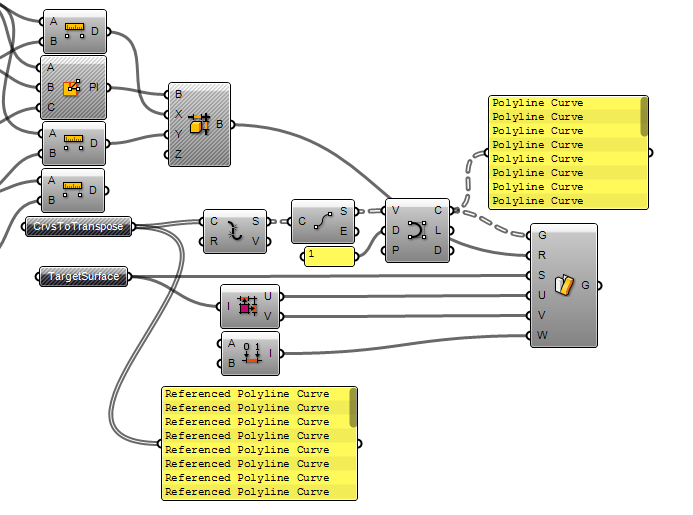 A
B
D
A
B
C
Pl
A
B
D
A
B
D
B
X
Y
Z
B
CrvsToTranspose
TargetSurface
C
R
S
V
C
S
E
1
V
D
P
C
L
D
Polyline Curve
Polyline Curve
Polyline Curve
Polyline Curve
Polyline Curve
Polyline Curve
Polyline Curve
Polyline Curve
G
R
S
U
V
W
G
I
U
V
A
B
0 1
I
Referenced Polyline Curve
Referenced Polyline Curve
Referenced Polyline Curve
Referenced Polyline Curve
Referenced Polyline Curve
Referenced Polyline Curve
Referenced Polyline Curve
Referenced Polyline Curve